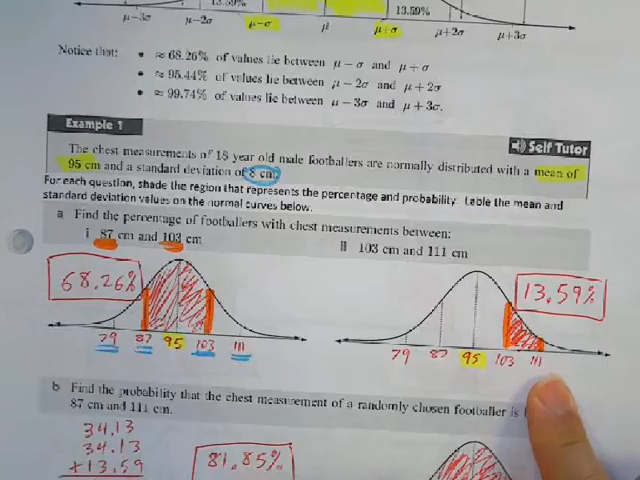 13.59%
13.59%
μ−3σ μ−2σ μ−σ μ μ+σ μ+2σ μ+3σ
Notice that: • ≈ 68.26% of values lie between μ − σ and μ + σ
• ≈ 95.44% of values lie between μ − 2σ and μ + 2σ
• ≈ 99.74% of values lie between μ − 3σ and μ + 3σ.
Example 1
Self Tutor
The chest measurements of 18 year old male footballers are normally distributed with a mean of
95 cm and a standard deviation of 8 cm.
For each question, shade the region that represents the percentage and probability. Lable the mean and
standard deviation values on the normal curves below.
a Find the percentage of footballers with chest measurements between:
i 87 cm and 103 cm
ii 103 cm and 111 cm
68.26%
13.59%
79 87 95 103 111
79 87 95 103 111
b Find the probability that the chest measurement of a randomly chosen footballer is
87 cm and 111 cm.
34.13
34.13
+13.59
81.85%